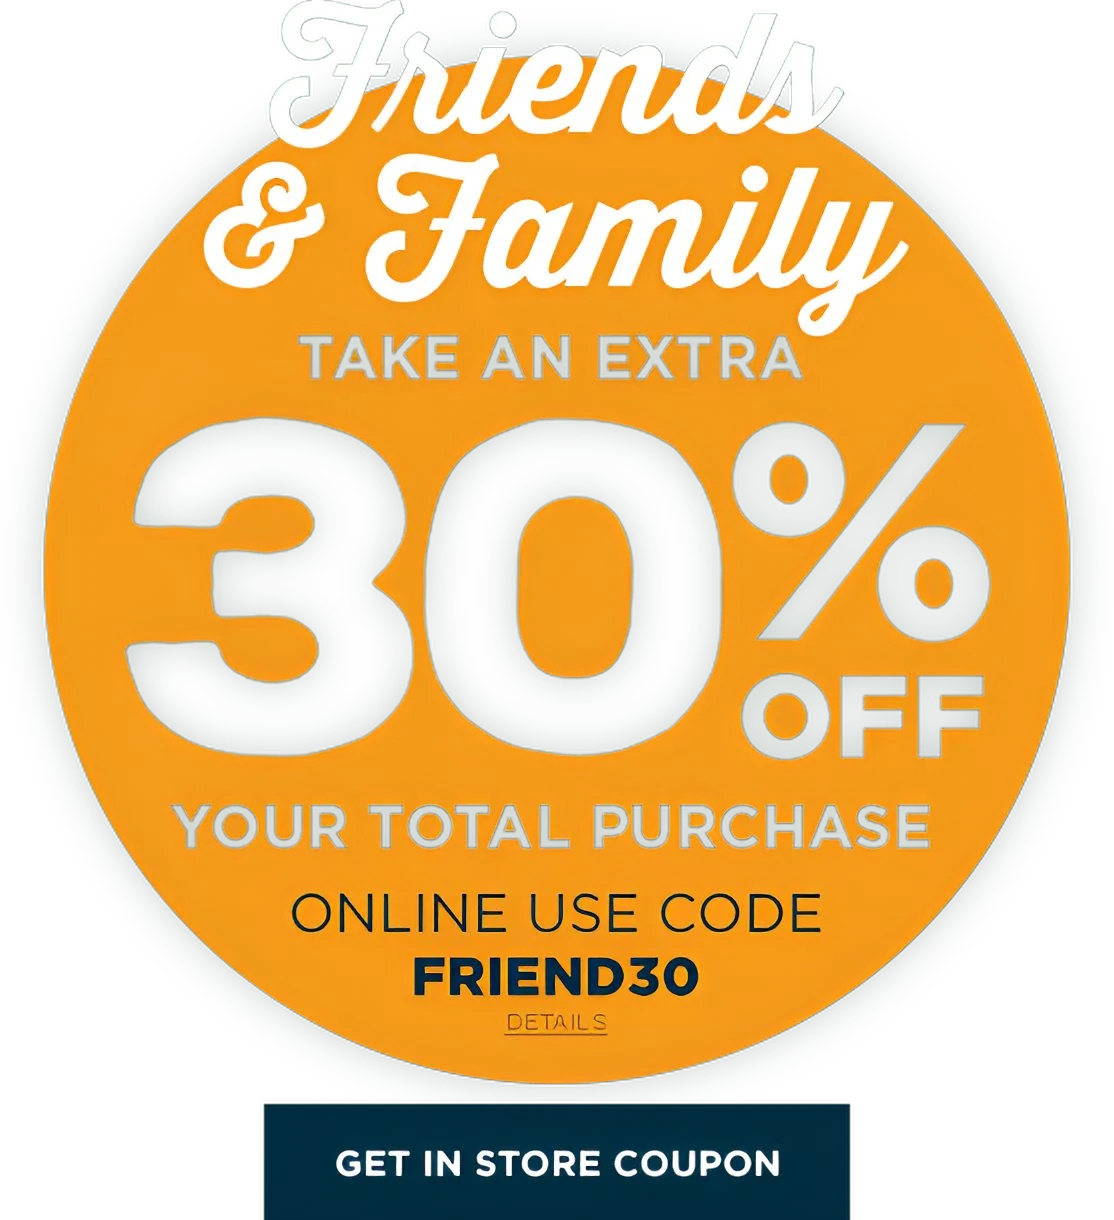 Friends
& Family
TAKE AN EXTRA
30%
OFF
YOUR TOTAL PURCHASE
ONLINE USE CODE
FRIEND30
DETAILS
GET IN STORE COUPON